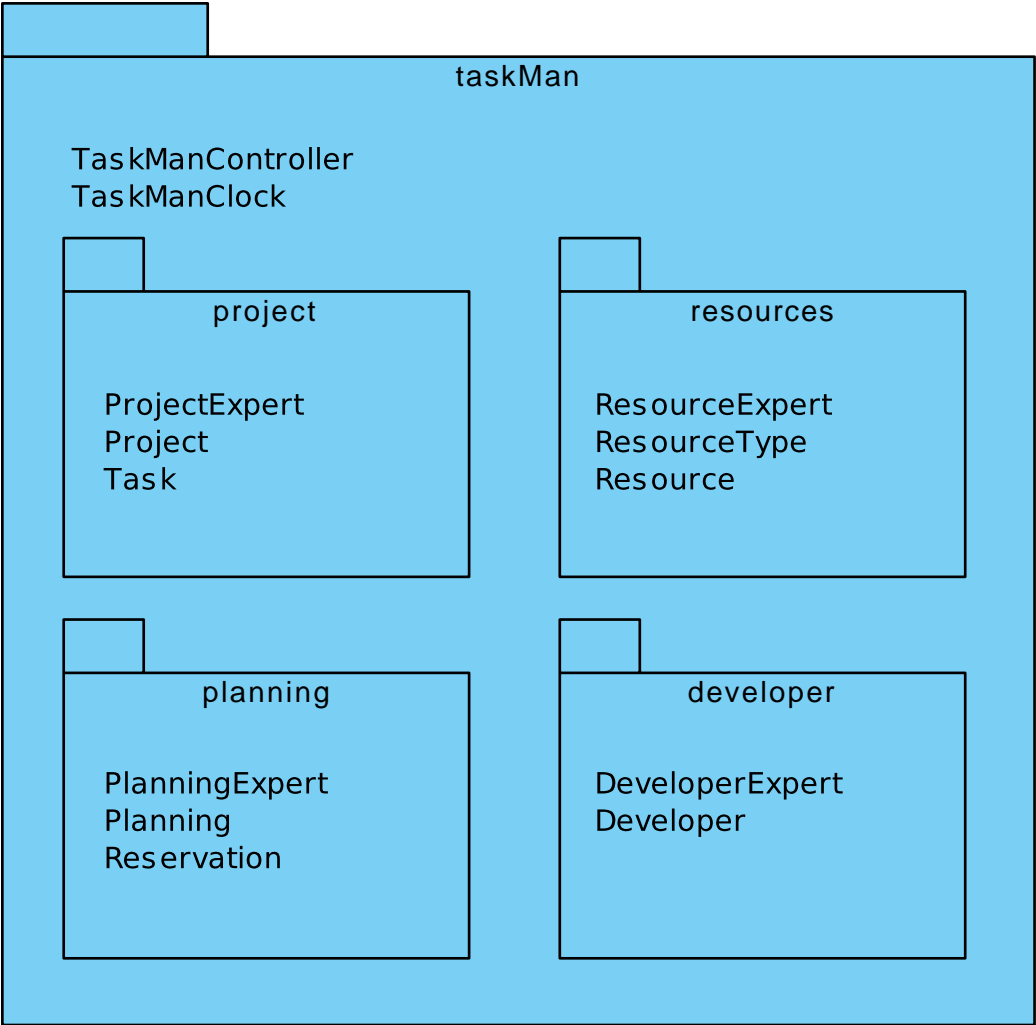 taskMan
TaskManController
TaskManClock
project
ProjectExpert
Project
Task
resources
ResourceExpert
ResourceType
Resource
planning
PlanningExpert
Planning
Reservation
developer
DeveloperExpert
Developer